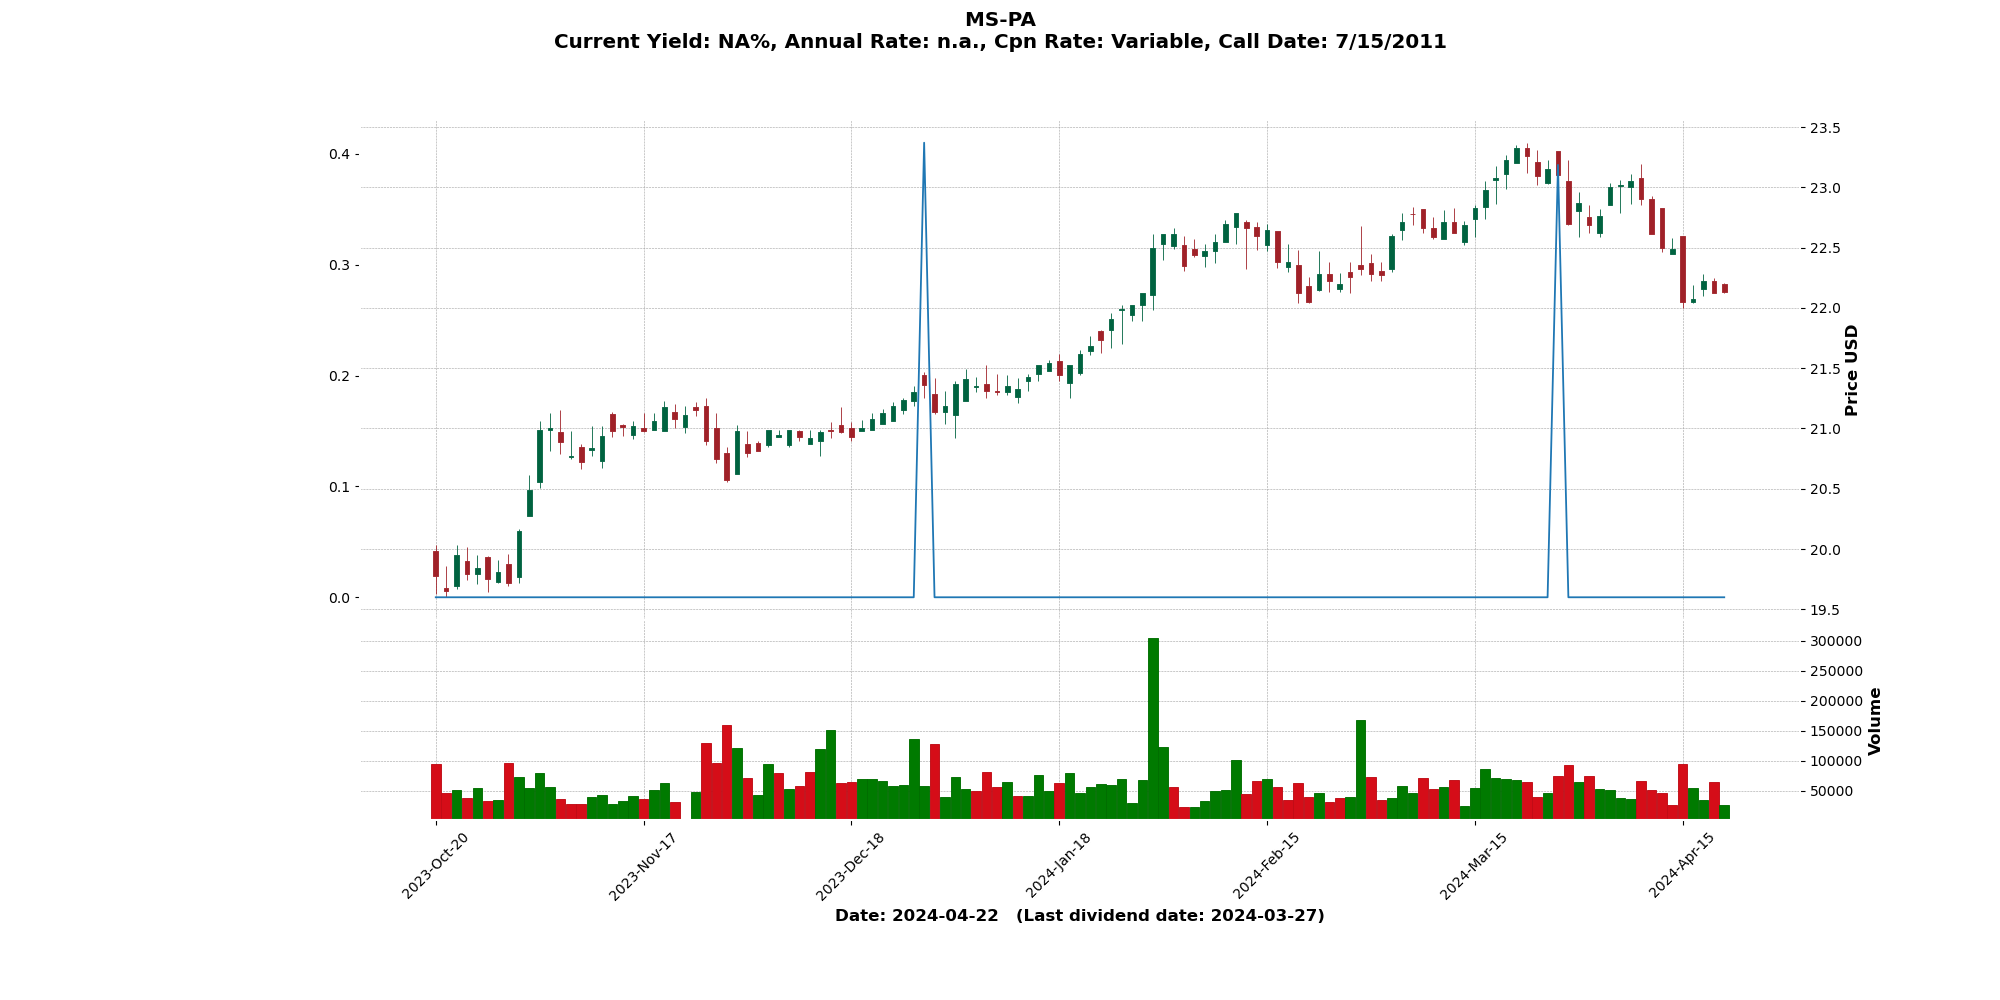 MS-PA
Current Yield: NA%, Annual Rate: n.a., Cpn Rate: Variable, Call Date: 7/15/2011
0.4
0.3
0.2
0.1
0.0
23.5
23.0
22.5
22.0
21.5
21.0
20.5
20.0
19.5
Price USD
300000
250000
200000
150000
100000
50000
Volume
2023-Oct-20
2023-Nov-17
2023-Dec-18
2024-Jan-18
2024-Feb-15
2024-Mar-15
2024-Apr-15
Date: 2024-04-22   (Last dividend date: 2024-03-27)